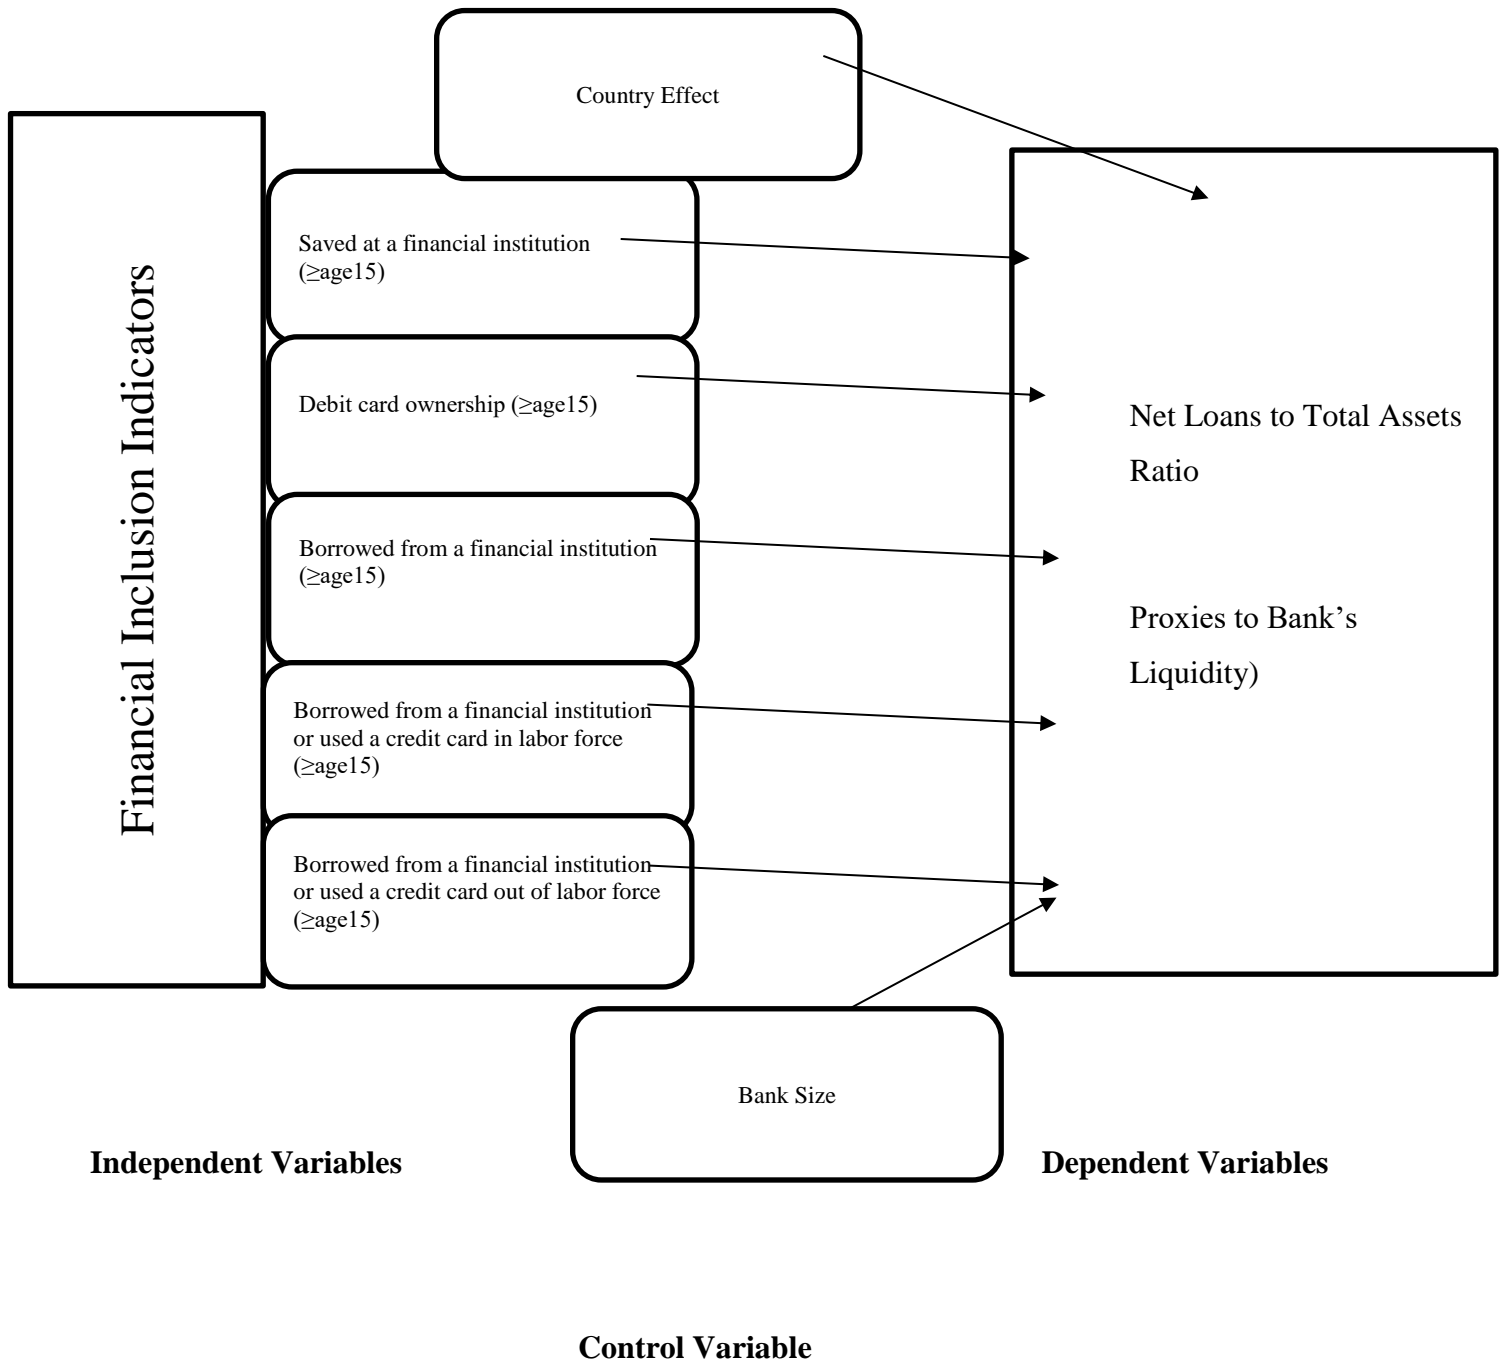 Country Effect
Financial Inclusion Indicators
Saved at a financial institution
(≥age15)
Debit card ownership (≥age15)
Borrowed from a financial institution
(≥age15)
Borrowed from a financial institution
or used a credit card in labor force
(≥age15)
Borrowed from a financial institution
or used a credit card out of labor force
(≥age15)
Net Loans to Total Assets
Ratio
Proxies to Bank’s
Liquidity)
Bank Size
Independent Variables
Dependent Variables
Control Variable